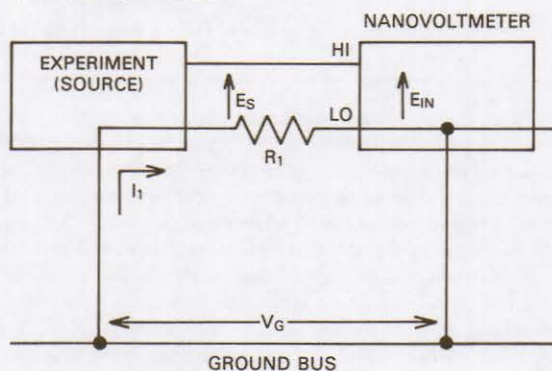 NANOVOLTMETER
EXPERIMENT
(SOURCE)
HI
ES
EIN
LO
R1
I1
VG
GROUND BUS